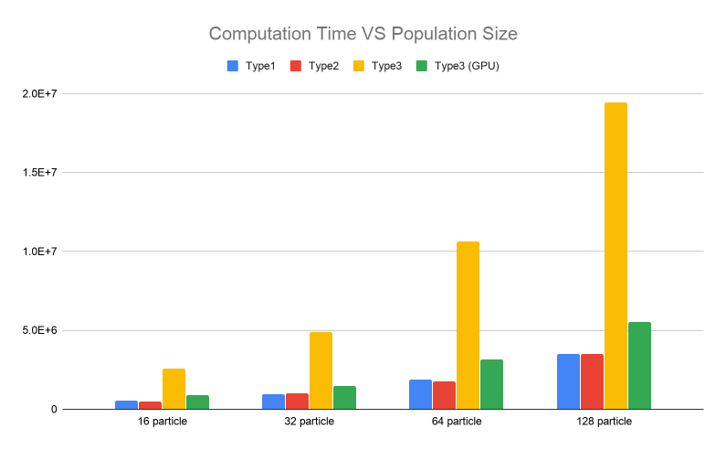 Computation Time VS Population Size
Type1 Type2 Type3 Type3 (GPU)
2.0E+7
1.5E+7
1.0E+7
5.0E+6
0
16 particle 32 particle 64 particle 128 particle